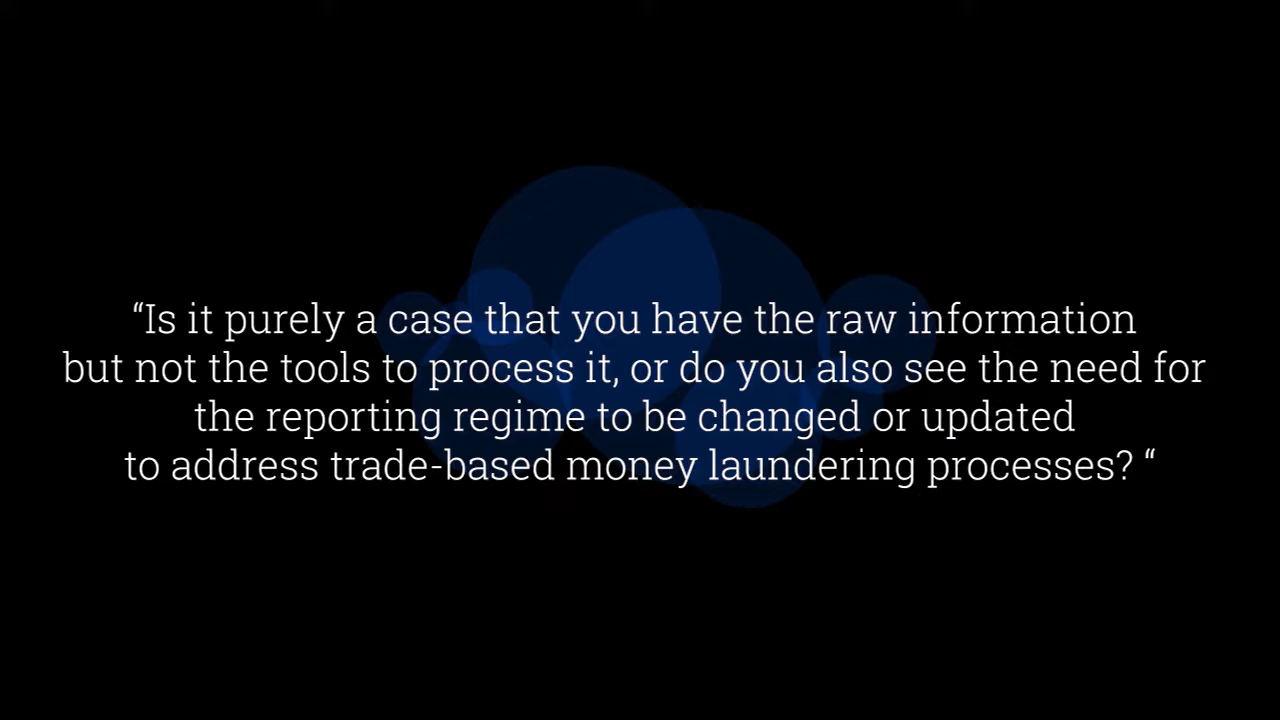 “Is it purely a case that you have the raw information
but not the tools to process it, or do you also see the need for
the reporting regime to be changed or updated
to address trade-based money laundering processes? “